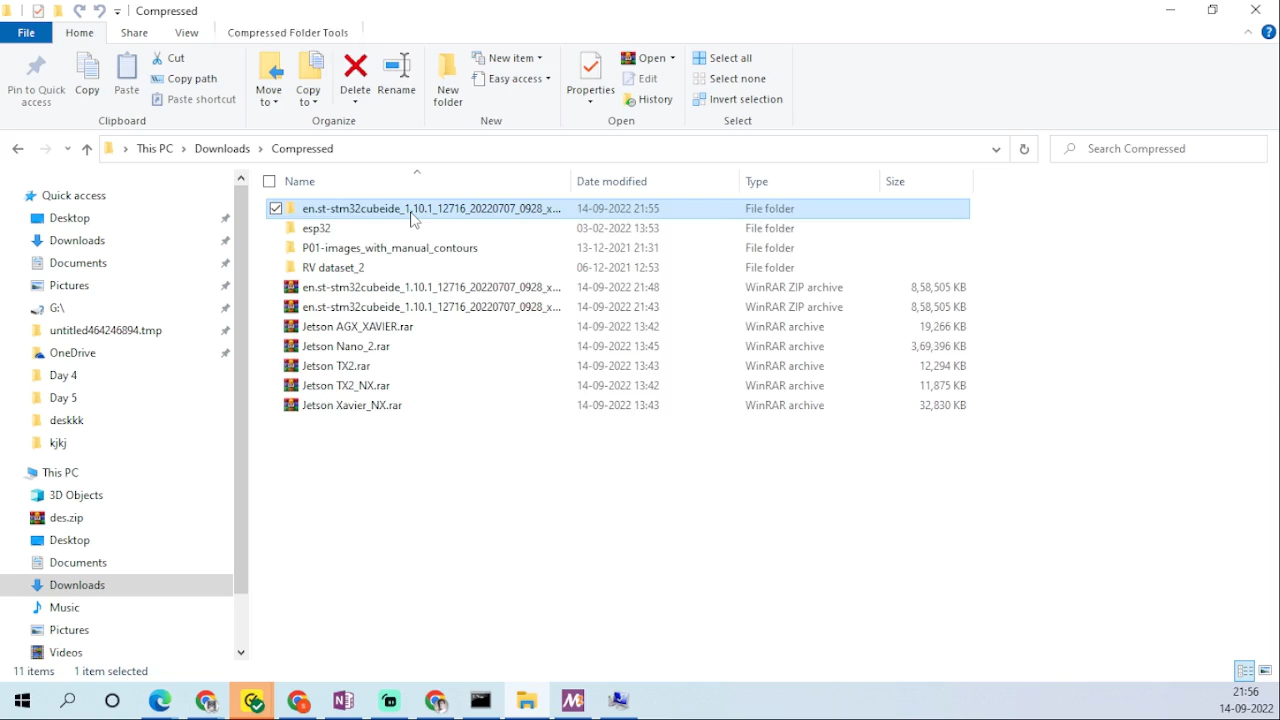 Compressed
File Home Share View Compressed Folder Tools
Pin to Quick access
Copy
Paste
Cut
Copy path
Paste shortcut
Move to
Copy to
Delete
Rename
New folder
New item
Easy access
Properties
Open
Edit
History
Select all
Select none
Invert selection
Clipboard Organize New Open Select
This PC > Downloads > Compressed
Search Compressed
Name Date modified Type Size
en.st-stm32cubeide_1.10.1_12716_20220707_0928_x... 14-09-2022 21:55 File folder
esp32 03-02-2022 13:53 File folder
P01-images_with_manual_contours 13-12-2021 21:31 File folder
RV dataset_2 06-12-2021 12:53 File folder
en.st-stm32cubeide_1.10.1_12716_20220707_0928_x... 14-09-2022 21:48 WinRAR ZIP archive 8,58,505 KB
en.st-stm32cubeide_1.10.1_12716_20220707_0928_x... 14-09-2022 21:43 WinRAR ZIP archive 8,58,505 KB
Jetson AGX_XAVIER.rar 14-09-2022 13:42 WinRAR archive 19,266 KB
Jetson Nano_2.rar 14-09-2022 13:45 WinRAR archive 3,69,396 KB
Jetson TX2.rar 14-09-2022 13:43 WinRAR archive 12,294 KB
Jetson TX2_NX.rar 14-09-2022 13:42 WinRAR archive 11,875 KB
Jetson Xavier_NX.rar 14-09-2022 13:43 WinRAR archive 32,830 KB
Quick access
Desktop
Downloads
Documents
Pictures
G:\
untitled464246894.tmp
OneDrive
Day 4
Day 5
deskkk
kjkj
This PC
3D Objects
des.zip
Desktop
Documents
Downloads
Music
Pictures
Videos
11 items 1 item selected
21:56
14-09-2022